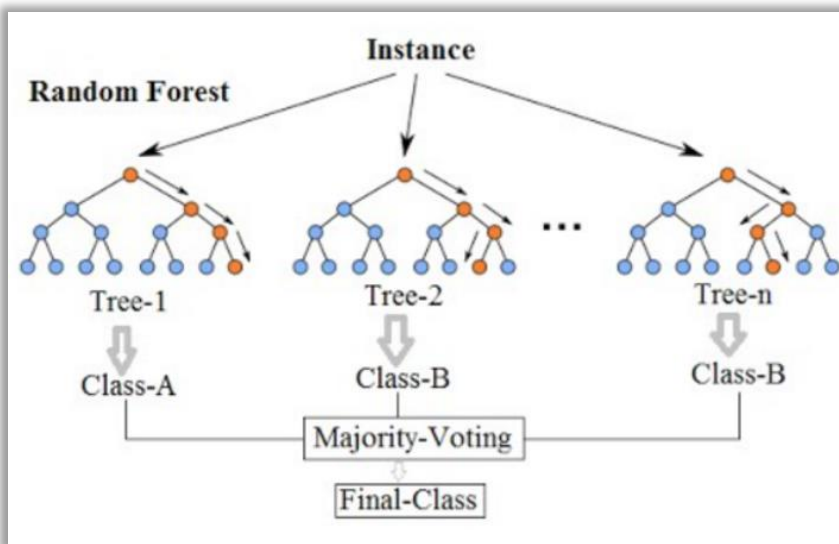 Instance
Random Forest
...
Tree-1
Tree-2
Tree-n
Class-A
Class-B
Class-B
Majority-Voting
Final-Class